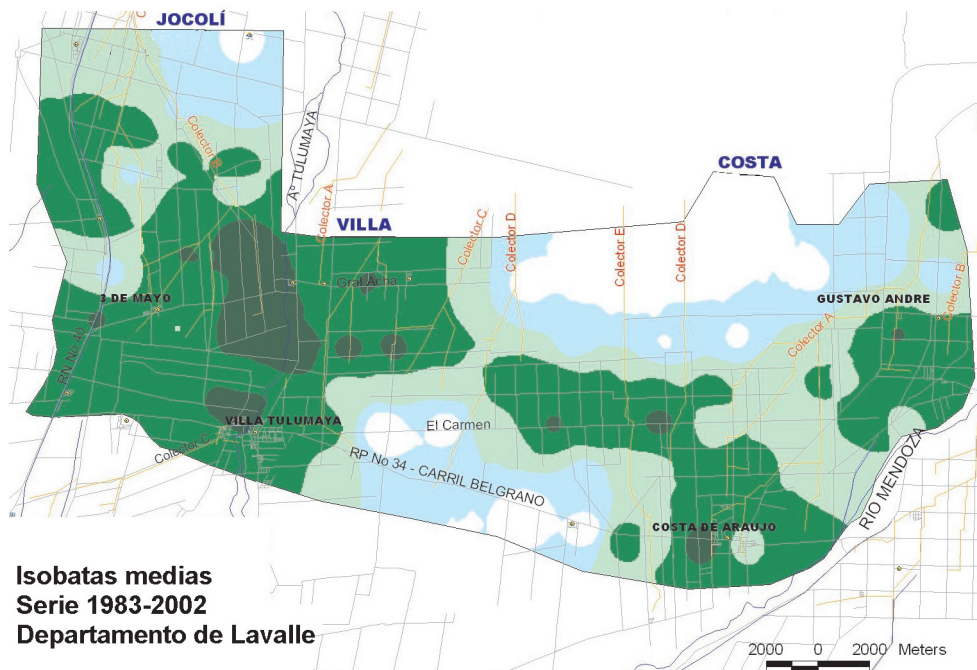 JOCOLÍ
Colector B
Aº TULUMAYA
Colector A
VILLA
Colector C
Colector D
COSTA
Colector E
Colector D
Gral Acha
3 DE MAYO
GUSTAVO ANDRE
Colector B
Colector A
RN No 40
VILLA TULUMAYA
El Carmen
Colector C
RP No 34 - CARRIL BELGRANO
RIO MENDOZA
COSTA DE ARAUJO
Isobatas medias
Serie 1983-2002
Departamento de Lavalle
2000 0 2000 Meters